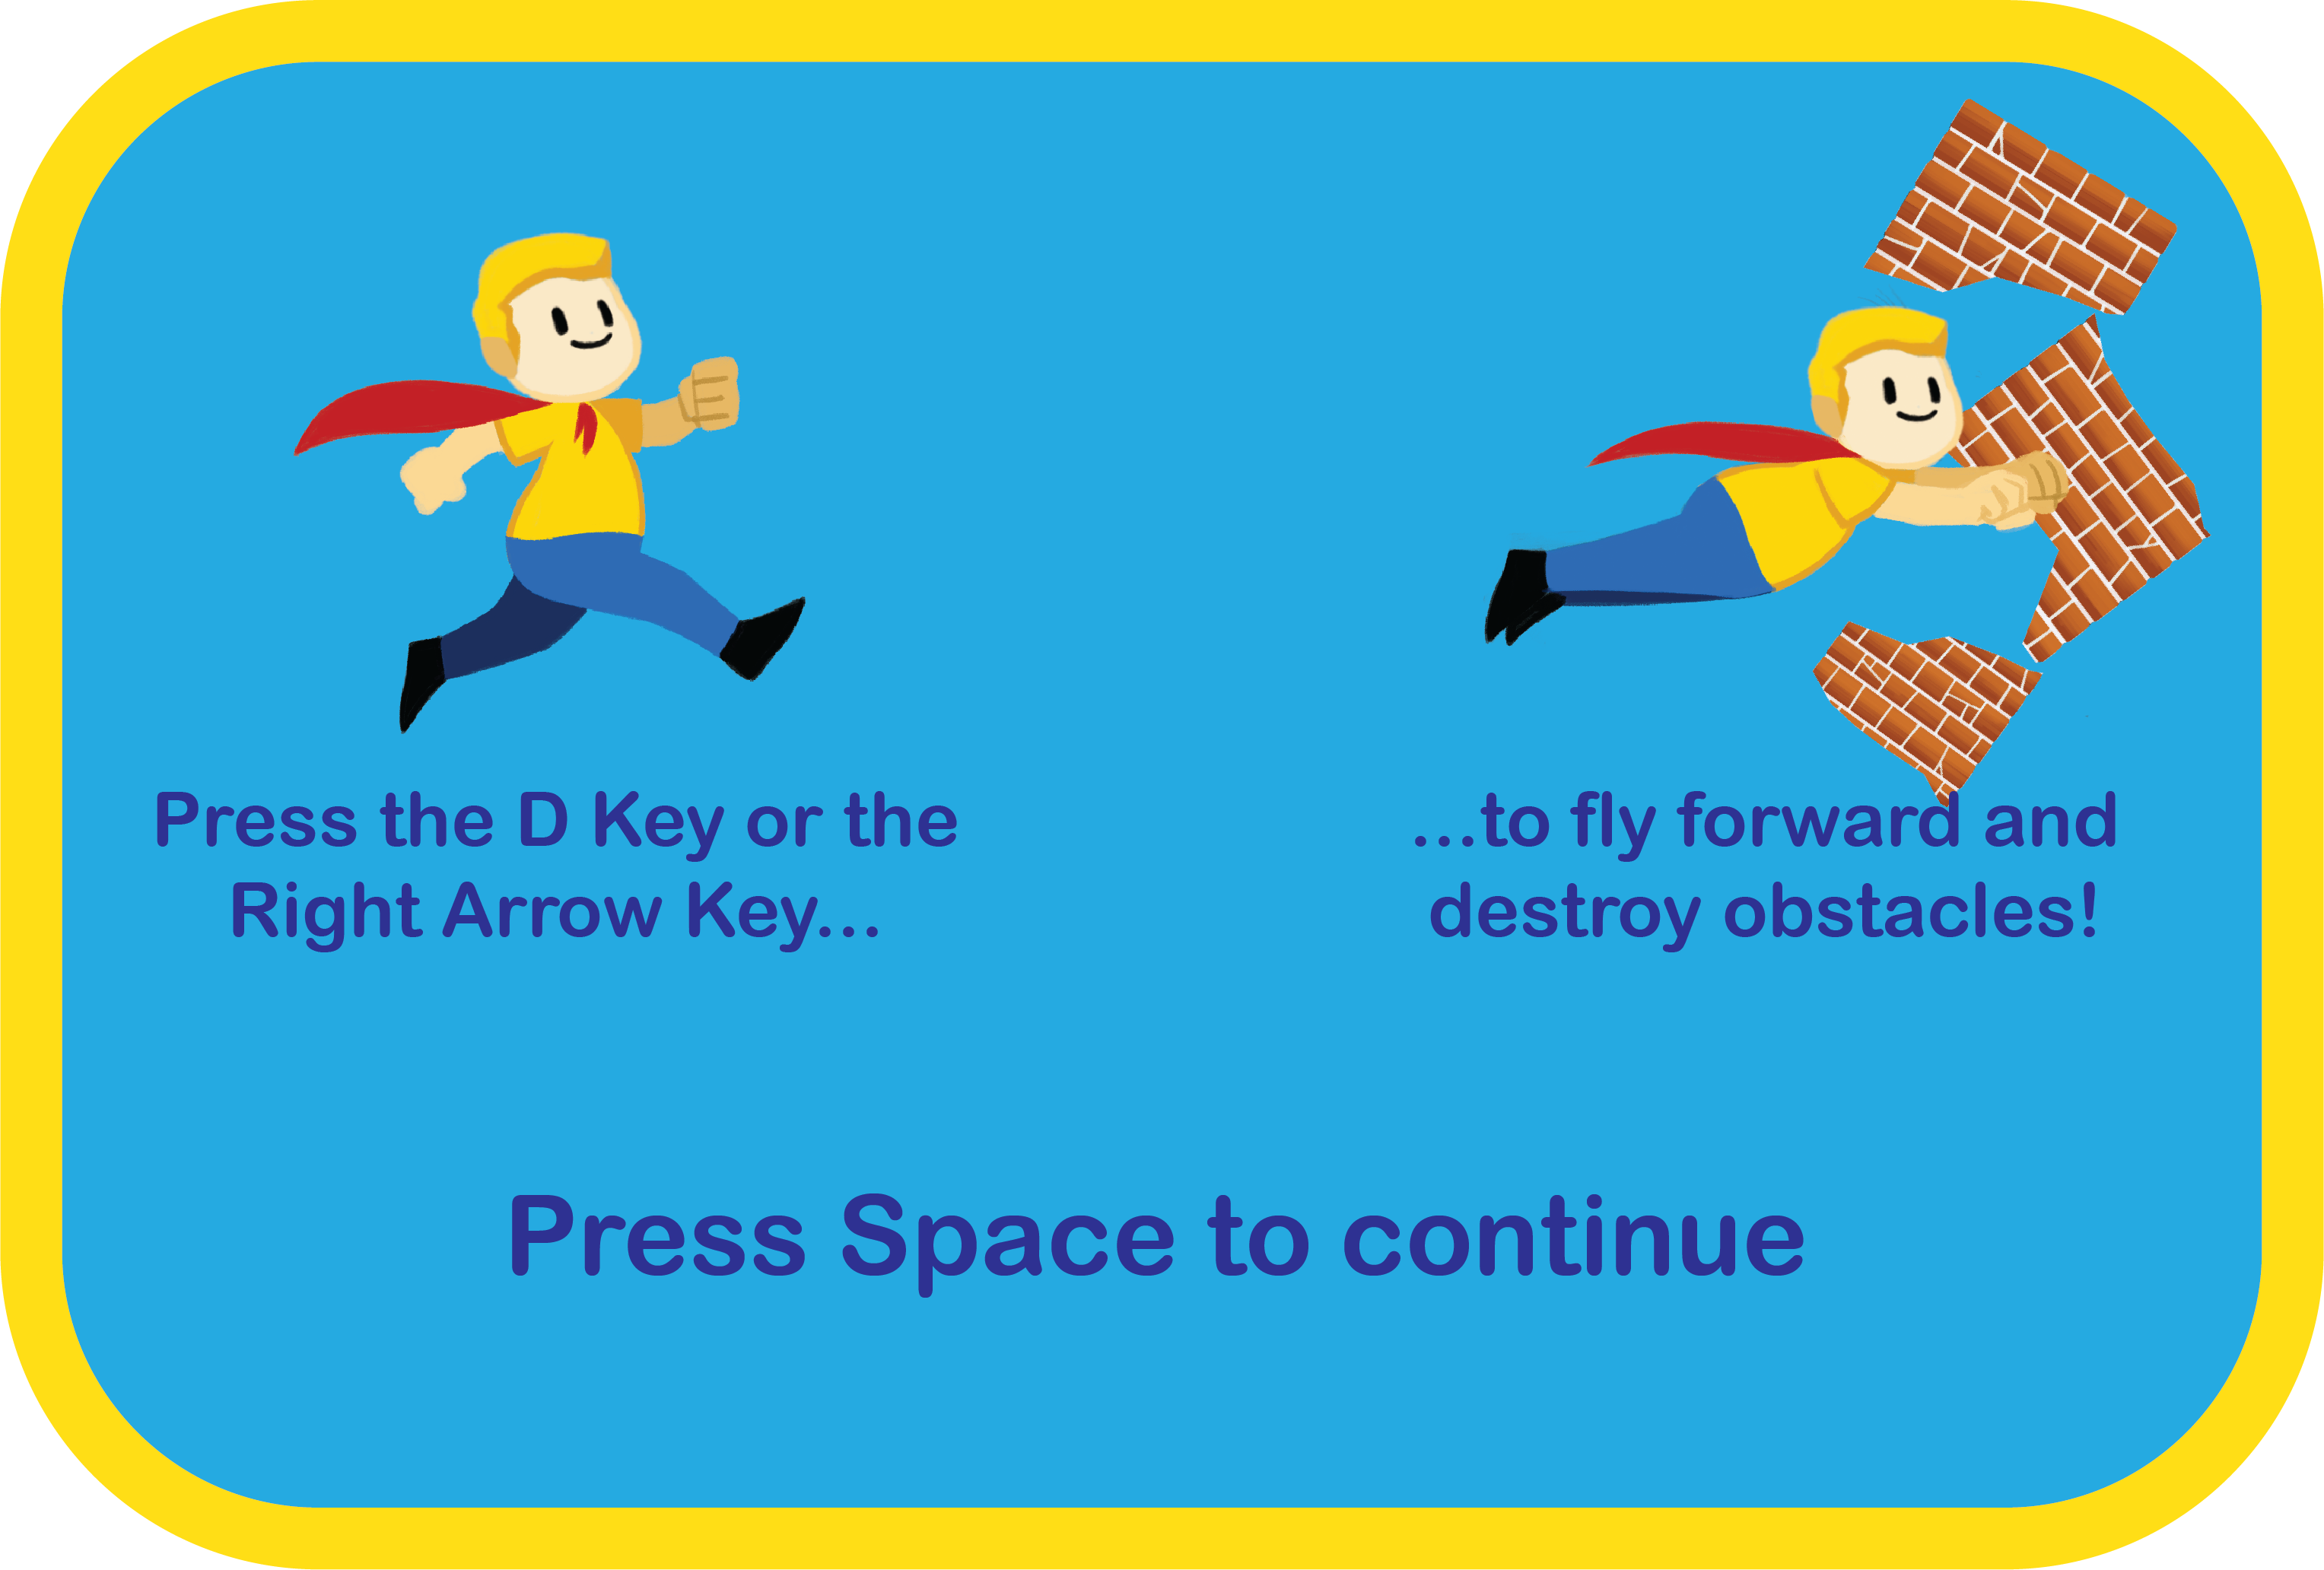 Press the D Key or the
Right Arrow Key...
...to fly forward and
destroy obstacles!
Press Space to continue